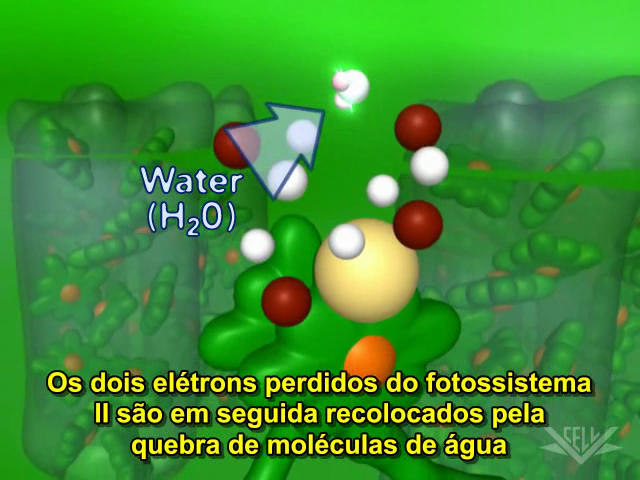 Water
(H₂O)
Os dois elétrons perdidos do fotossistema
II são em seguida recolocados pela
quebra de moléculas de água
CELL